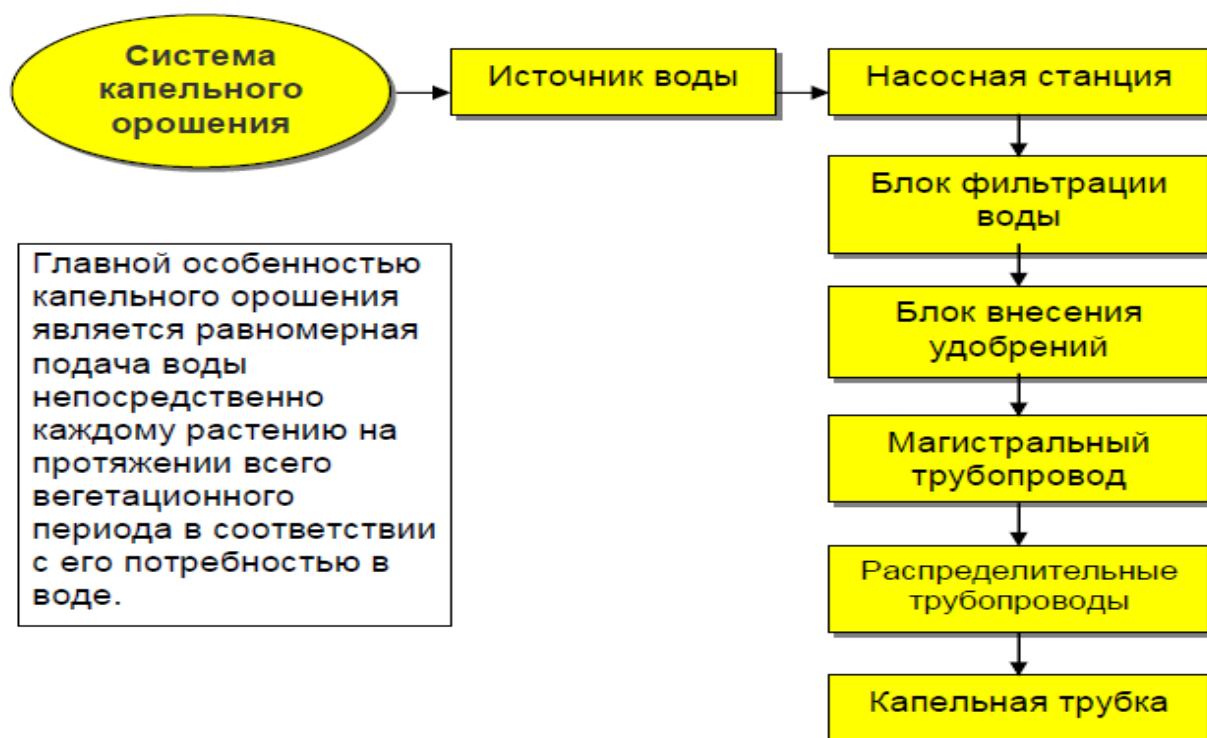 Система
капельного
орошения
Источник воды
Насосная станция
Блок фильтрации
воды
Блок внесения
удобрений
Магистральный
трубопровод
Распределительные
трубопроводы
Капельная трубка
Главной особенностью
капельного орошения
является равномерная
подача воды
непосредственно
каждому растению на
протяжении всего
вегетационного
периода в соответствии
с его потребностью в
воде.